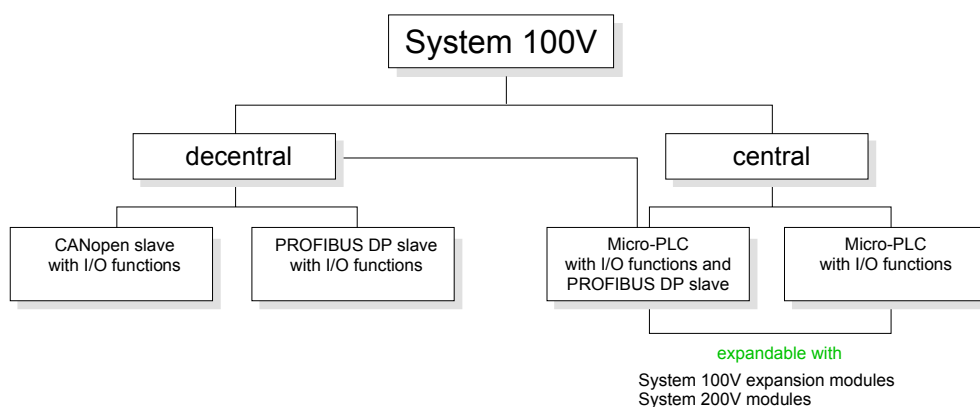 System 100V
decentral
central
CANopen slave
with I/O functions
PROFIBUS DP slave
with I/O functions
Micro-PLC
with I/O functions and
PROFIBUS DP slave
Micro-PLC
with I/O functions
expandable with
System 100V expansion modules
System 200V modules